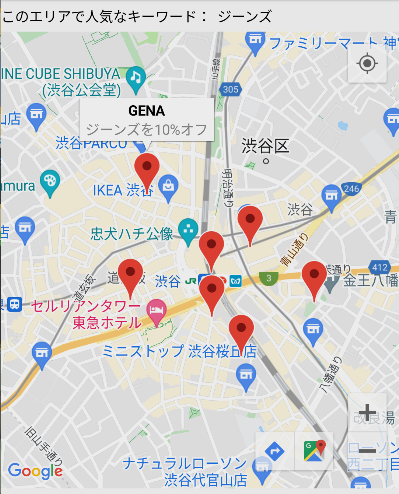 このエリアで人気なキーワード： ジーンズ
ファミリーマート 神宮
INE CUBE SHIBUYA
(渋谷公会堂)
305
GENA
ジーンズを10%オフ
渋谷PARCO
渋谷区
IKEA 渋谷
明治通り
246
渋谷
忠犬ハチ公像
青山通り
青
412
渋谷
JR
3
道玄坂
金王八幡
セルリアンタワー
東急ホテル
ミニストップ 渋谷桜丘店
八幡通り
旧山手通り
ナチュラルローソン
渋谷代官山店
ローソン
西二丁目
Google